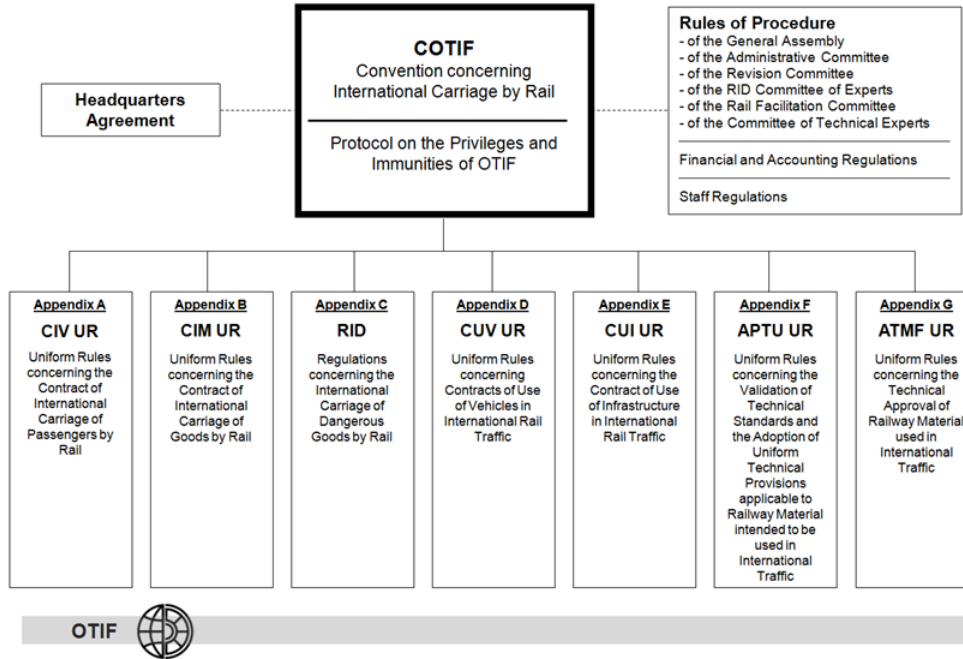 COTIF
Convention concerning
International Carriage by Rail
Protocol on the Privileges and
Immunities of OTIF
Headquarters
Agreement
Rules of Procedure
- of the General Assembly
- of the Administrative Committee
- of the Revision Committee
- of the RID Committee of Experts
- of the Rail Facilitation Committee
- of the Committee of Technical Experts
Financial and Accounting Regulations
Staff Regulations
Appendix A
CIV UR
Uniform Rules
concerning the
Contract of
International
Carriage of
Passengers by
Rail
Appendix B
CIM UR
Uniform Rules
concerning the
Contract of
International
Carriage of
Goods by Rail
Appendix C
RID
Regulations
concerning the
International
Carriage of
Dangerous
Goods by Rail
Appendix D
CUV UR
Uniform Rules
concerning
Contracts of Use
of Vehicles in
International Rail
Traffic
Appendix E
CUI UR
Uniform Rules
concerning the
Contract of Use
of Infrastructure
in International
Rail Traffic
Appendix F
APTU UR
Uniform Rules
concerning the
Validation of
Technical
Standards and
the Adoption of
Uniform
Technical
Provisions
applicable to
Railway Material
intended to be
used in
International
Traffic
Appendix G
ATMF UR
Uniform Rules
concerning the
Technical
Approval of
Railway Material
used in
International
Traffic
OTIF